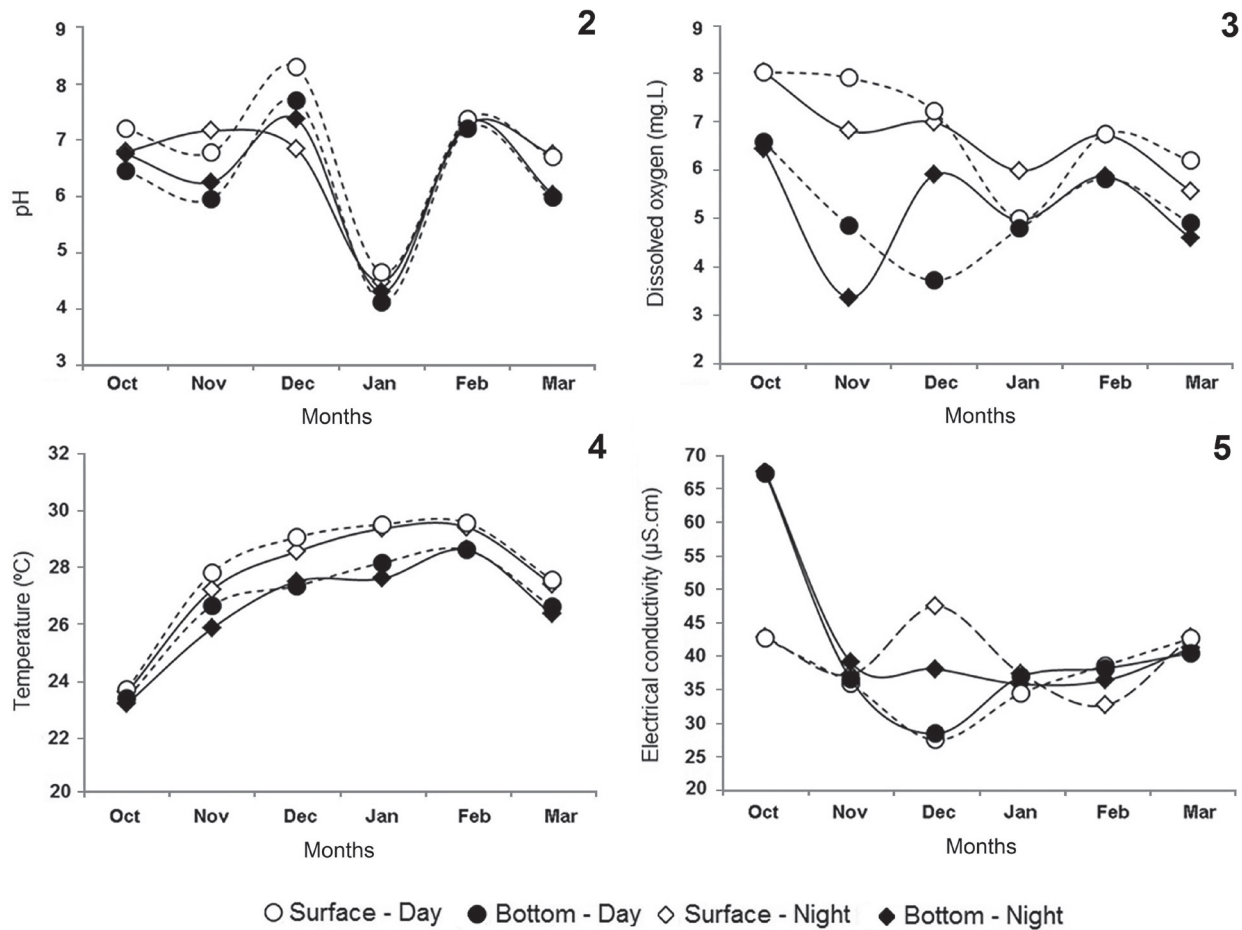 2
9
8
7
6
5
4
3
pH
Oct Nov Dec Jan Feb Mar
Months
3
9
8
7
6
5
4
3
2
Dissolved oxygen (mg.L)
Oct Nov Dec Jan Feb Mar
Months
4
32
30
28
26
24
22
20
Temperature (ºC)
Oct Nov Dec Jan Feb Mar
Months
5
70
65
60
55
50
45
40
35
30
25
20
Electrical conductivity (µS.cm)
Oct Nov Dec Jan Feb Mar
Months
Surface - Day Bottom - Day Surface - Night Bottom - Night